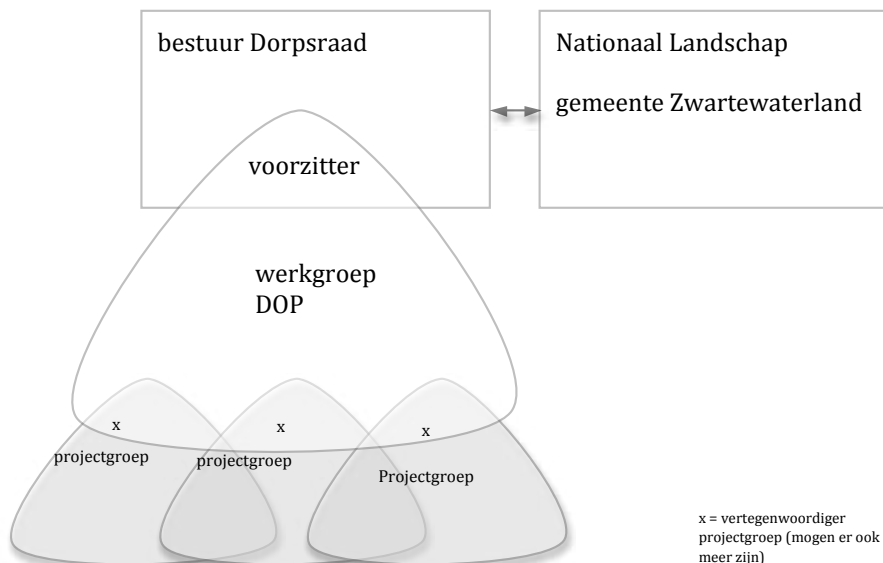 bestuur Dorpsraad
Nationaal Landschap
gemeente Zwartewaterland
voorzitter
werkgroep
DOP
x
x
x
projectgroep
projectgroep
Projectgroep
x = vertegenwoordiger
projectgroep (mogen er ook
meer zijn)